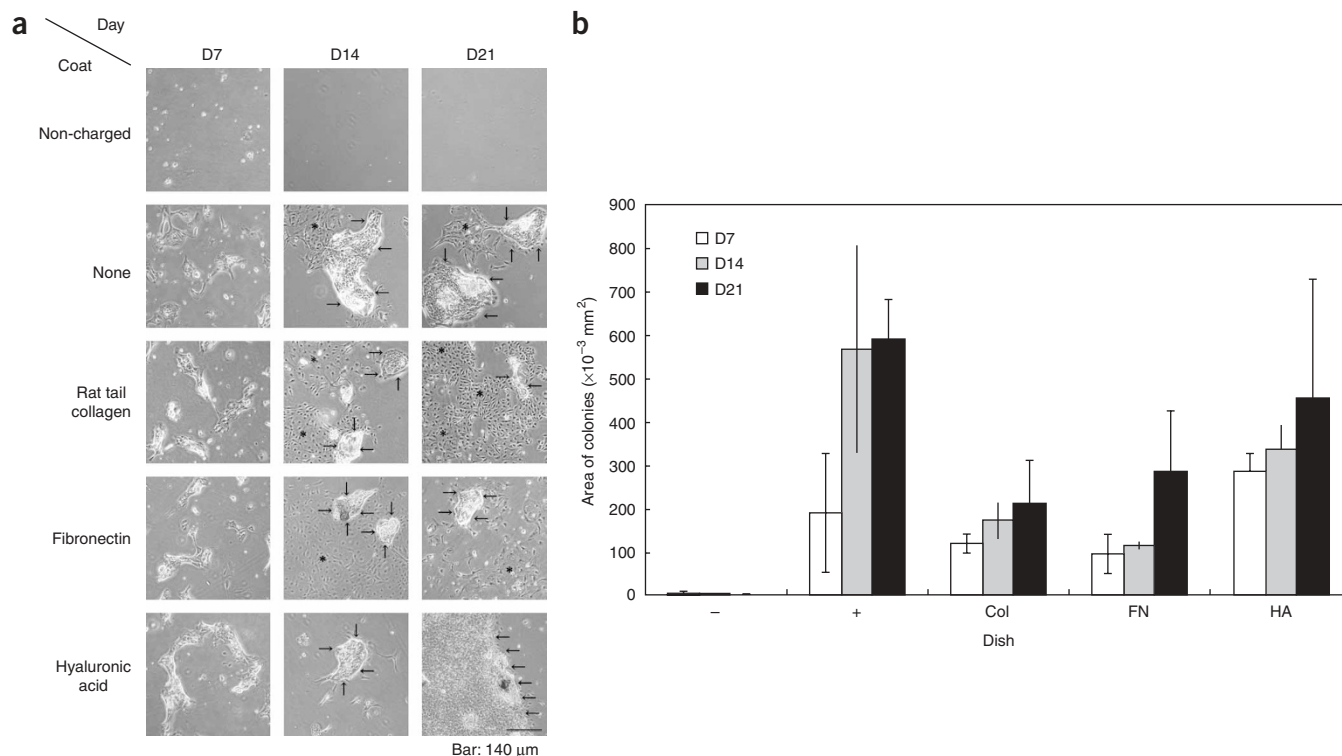 a
Day
Coat
D7 D14 D21
Non-charged
None
Rat tail
collagen
Fibronectin
Hyaluronic
acid
Bar: 140 μm
b
Area of colonies (×10⁻³ mm²)
900
800
700
600
500
400
300
200
100
0
D7
D14
D21
– + Col FN HA
Dish